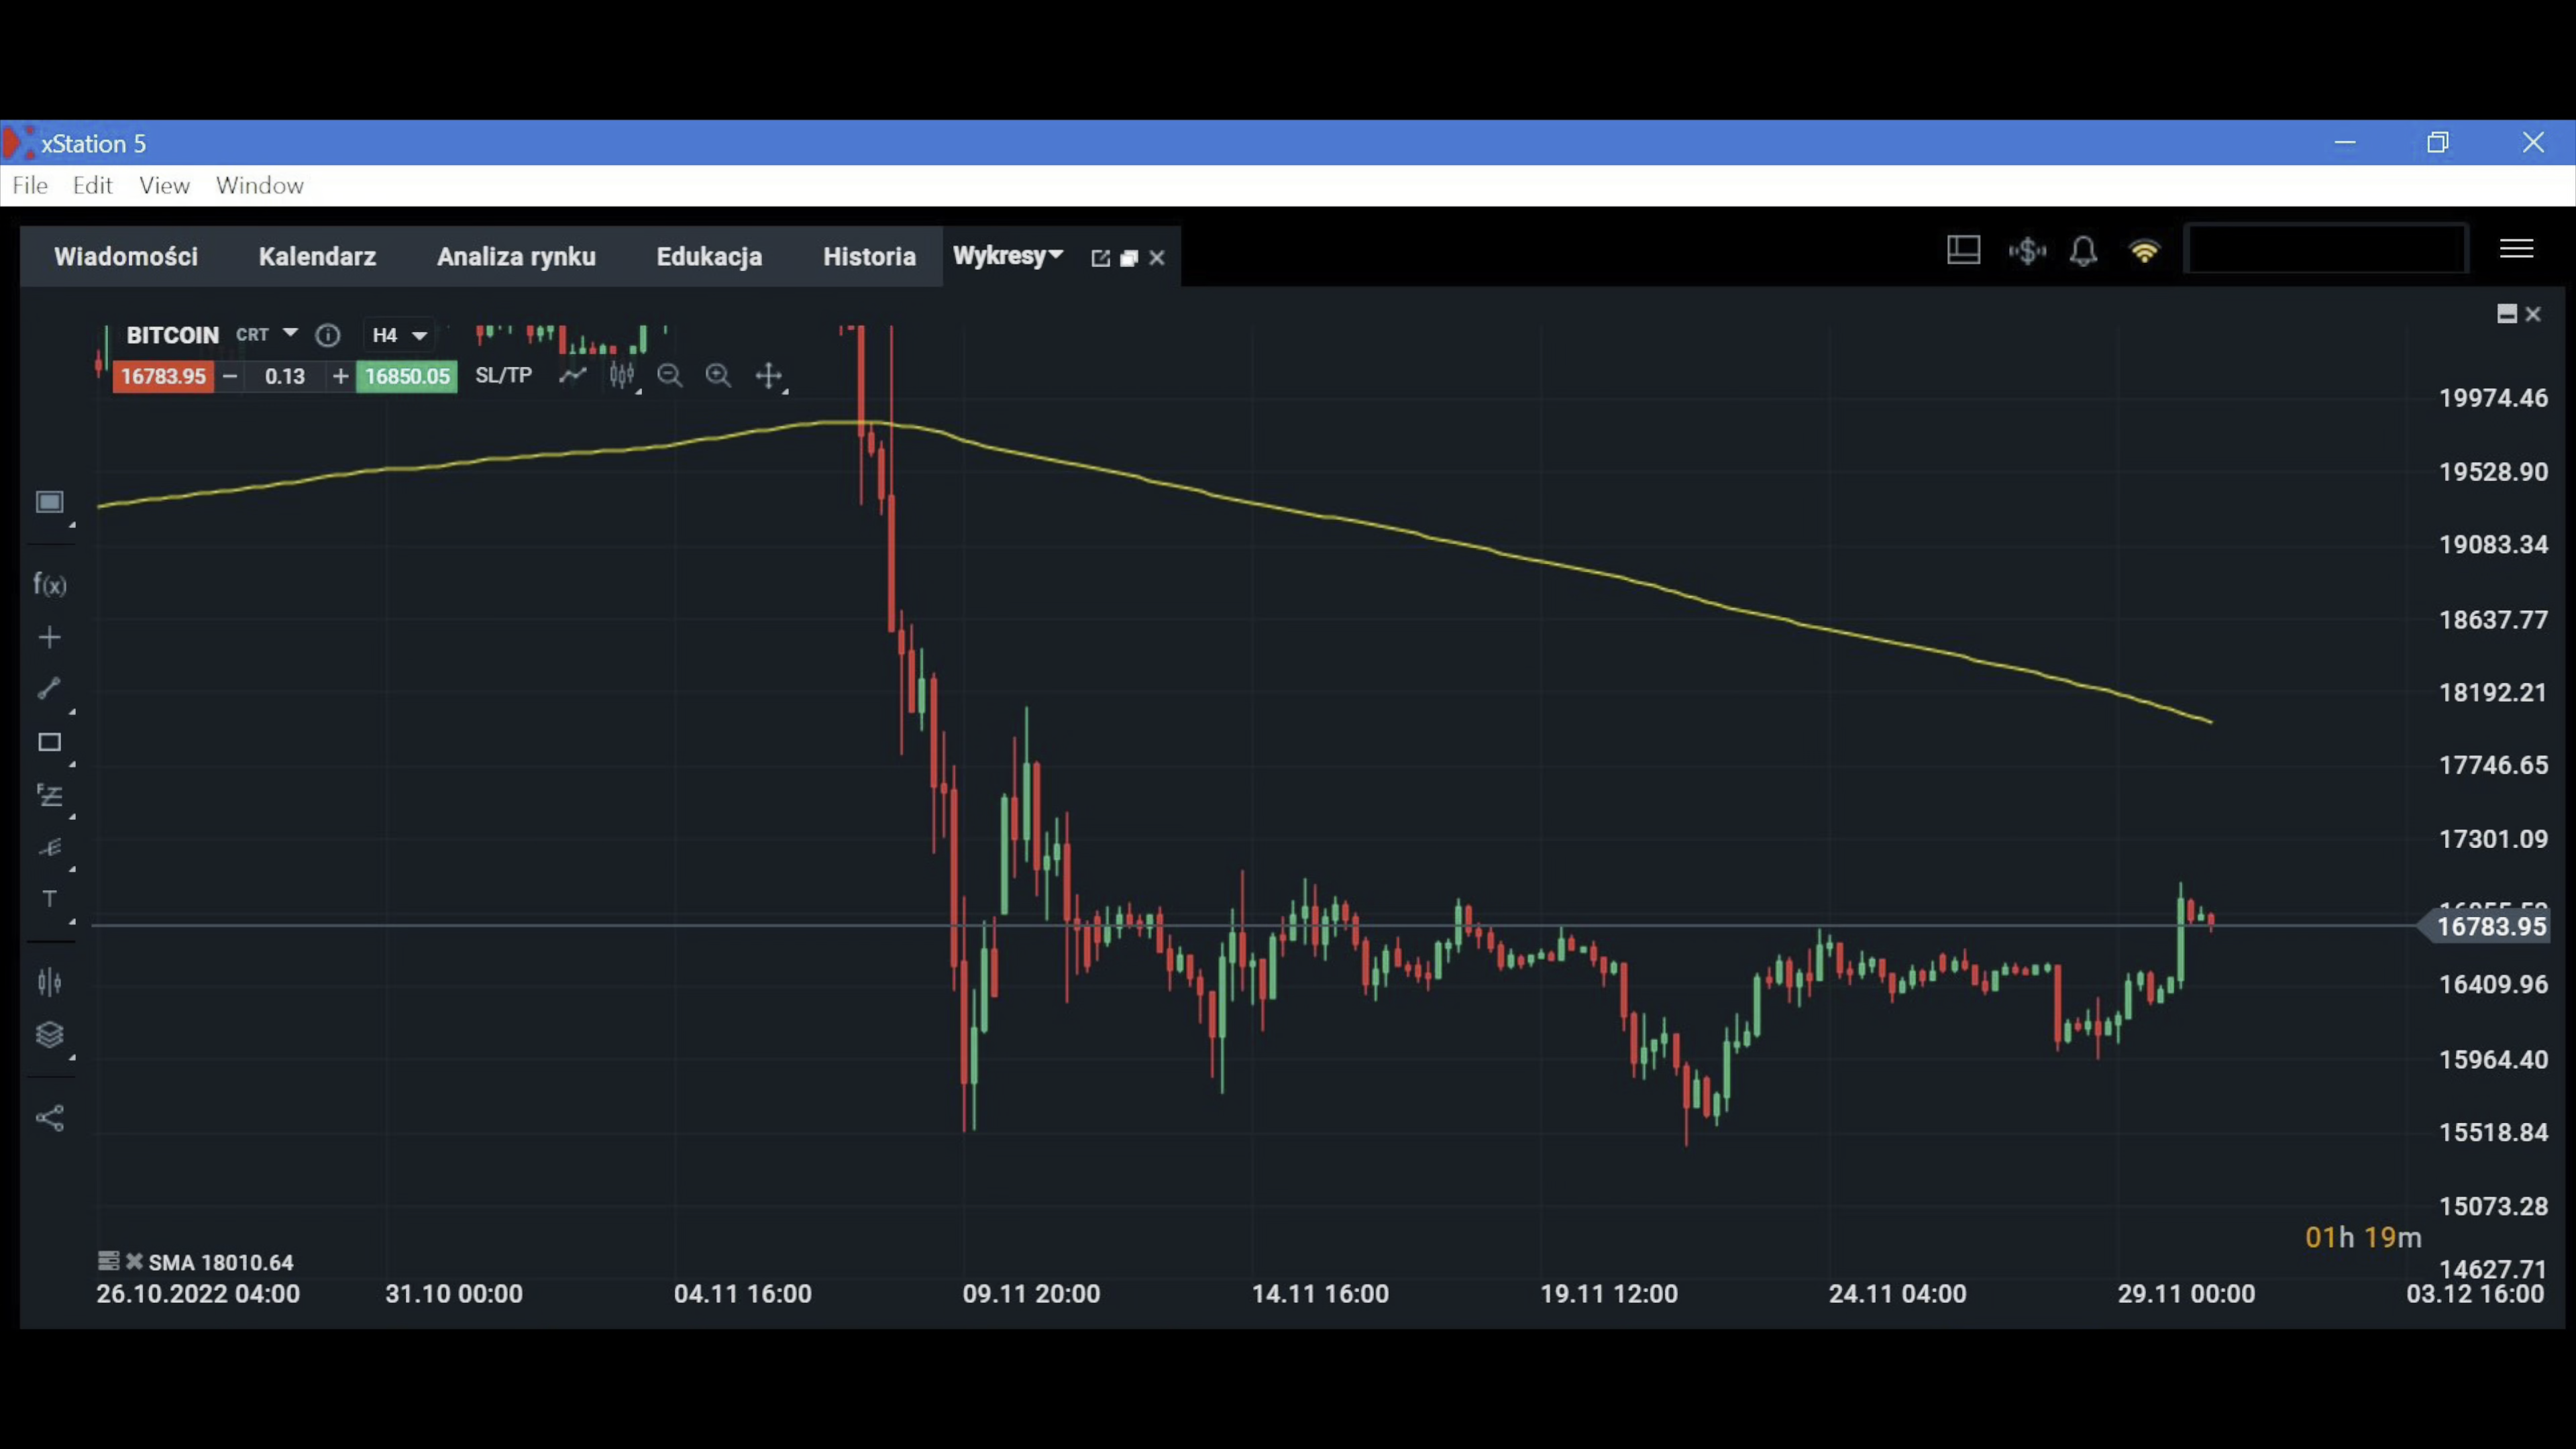 xStation 5
File Edit View Window
Wiadomości Kalendarz Analiza rynku Edukacja Historia Wykresy
BITCOIN CRT H4
16783.95 − 0.13 + 16850.05 SL/TP
19974.46
19528.90
f(x)
19083.34
18637.77
18192.21
17746.65
17301.09
T
16783.95
16409.96
15964.40
15518.84
15073.28
01h 19m
SMA 18010.64
14627.71
26.10.2022 04:00 31.10 00:00 04.11 16:00 09.11 20:00 14.11 16:00 19.11 12:00 24.11 04:00 29.11 00:00 03.12 16:00